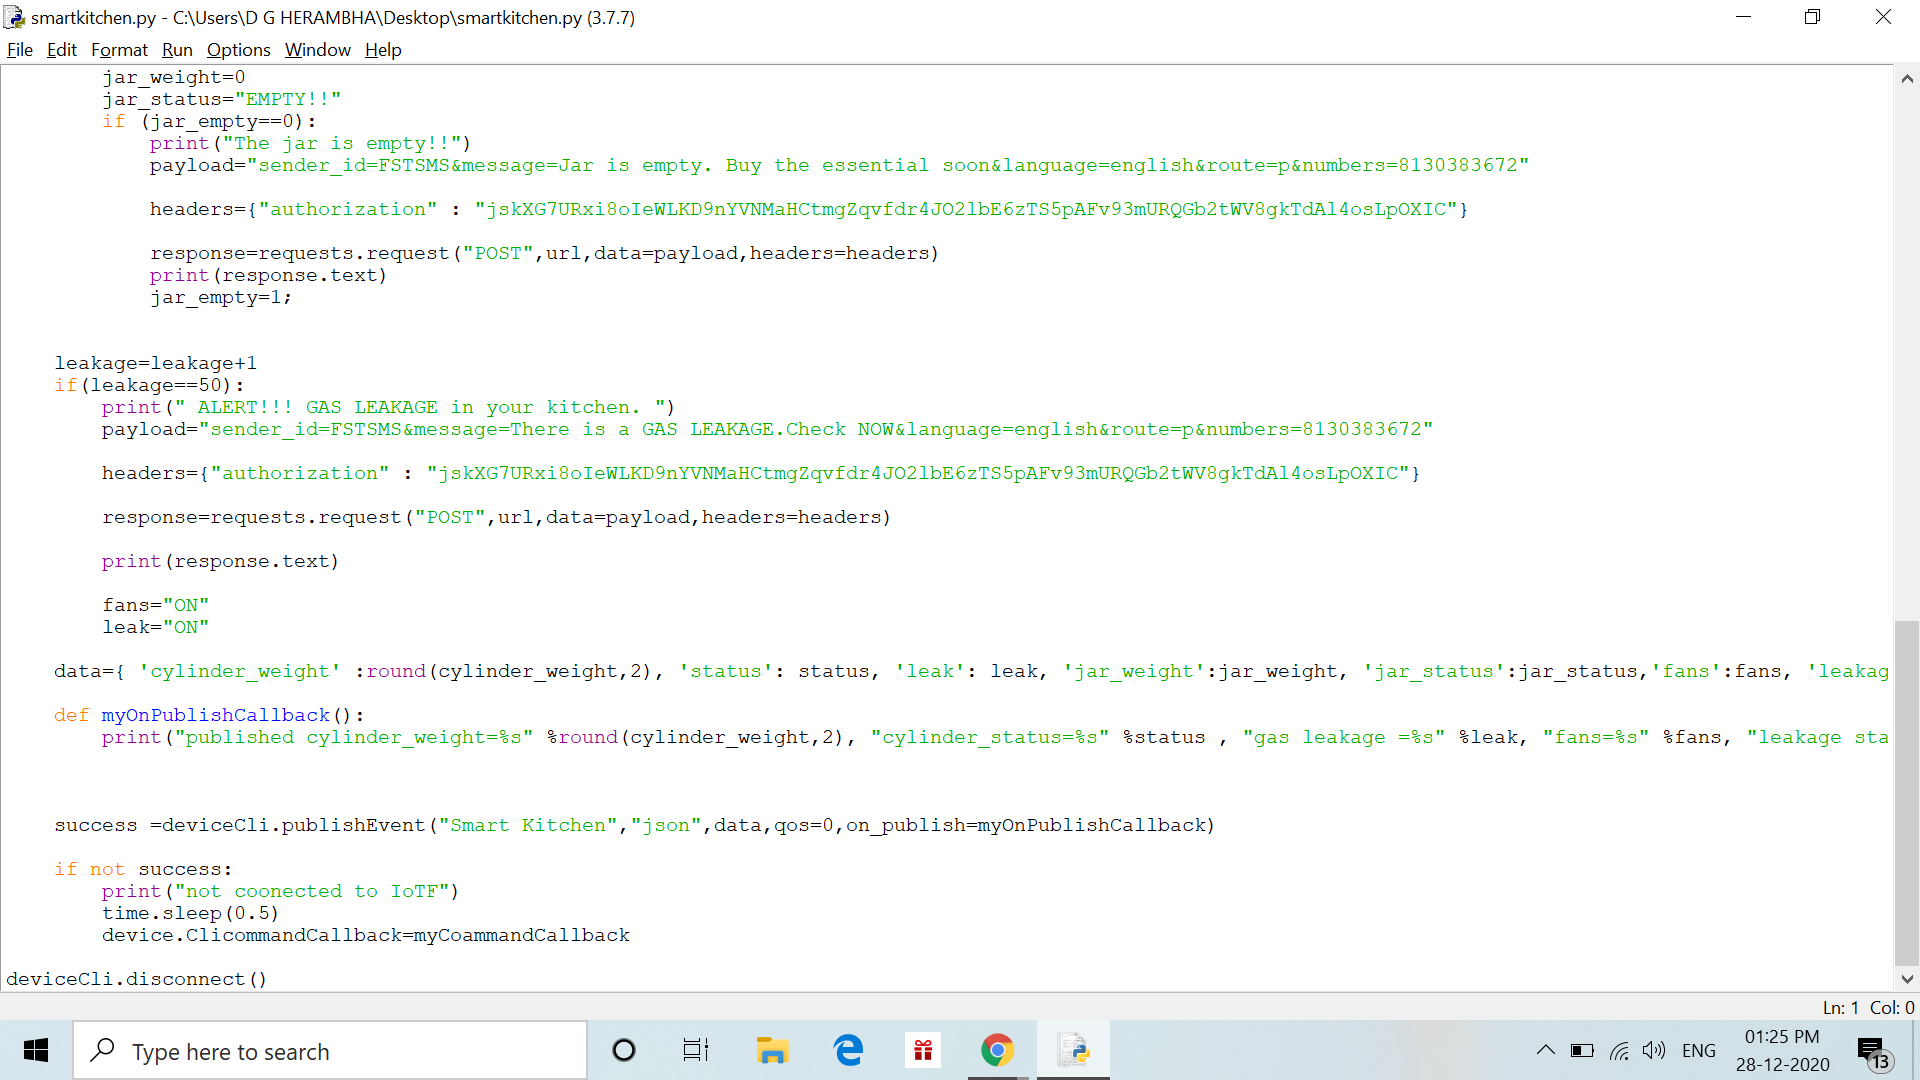 smartkitchen.py - C:\Users\D G HERAMBHA\Desktop\smartkitchen.py (3.7.7)
File Edit Format Run Options Window Help
jar_weight=0
jar_status="EMPTY!!"
if (jar_empty==0):
print("The jar is empty!!")
payload="sender_id=FSTSMS&message=Jar is empty. Buy the essential soon&language=english&route=p&numbers=8130383672"
headers={"authorization" : "jskXG7URxi8oIeWLKD9nYVNMaHCtmgZqvfdr4JO2lbE6zTS5pAFv93mURQGb2tWV8gkTdAl4osLpOXIC"}
response=requests.request("POST",url,data=payload,headers=headers)
print(response.text)
jar_empty=1;
leakage=leakage+1
if(leakage==50):
print(" ALERT!!! GAS LEAKAGE in your kitchen. ")
payload="sender_id=FSTSMS&message=There is a GAS LEAKAGE.Check NOW&language=english&route=p&numbers=8130383672"
headers={"authorization" : "jskXG7URxi8oIeWLKD9nYVNMaHCtmgZqvfdr4JO2lbE6zTS5pAFv93mURQGb2tWV8gkTdAl4osLpOXIC"}
response=requests.request("POST",url,data=payload,headers=headers)
print(response.text)
fans="ON"
leak="ON"
data={ 'cylinder_weight' :round(cylinder_weight,2), 'status': status, 'leak': leak, 'jar_weight':jar_weight, 'jar_status':jar_status,'fans':fans, 'leakag
def myOnPublishCallback():
print("published cylinder_weight=%s" %round(cylinder_weight,2), "cylinder_status=%s" %status , "gas leakage =%s" %leak, "fans=%s" %fans, "leakage sta
success =deviceCli.publishEvent("Smart Kitchen","json",data,qos=0,on_publish=myOnPublishCallback)
if not success:
print("not coonected to IoTF")
time.sleep(0.5)
device.ClicommandCallback=myCoammandCallback
deviceCli.disconnect()
Ln: 1 Col: 0
Type here to search
ENG
01:25 PM
28-12-2020
13